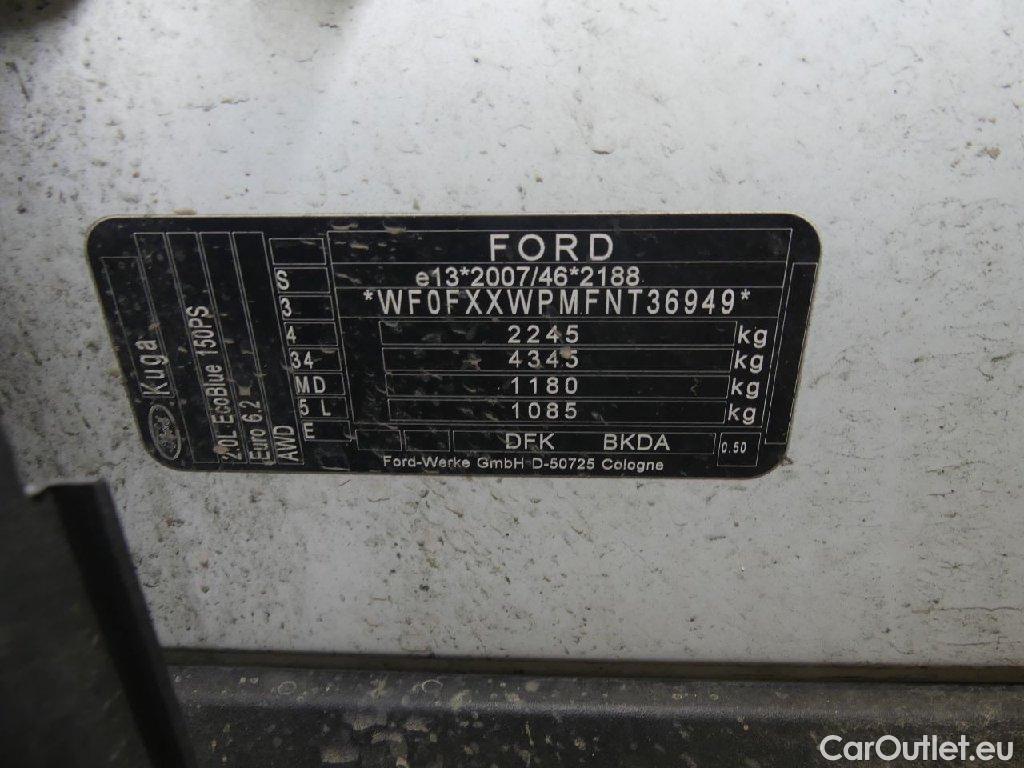 FORD
e13*2007/46*2188
*WF0FXXWPMFNT36949*
2245 kg
4345 kg
1180 kg
1085 kg
DFK BKDA
0.50
Ford-Werke GmbH D-50725 Cologne
S
3
4
34
MD
5 L
E
Ford Kuga
2.0L EcoBlue 150PS
Euro 6.2
AWD
CarOutlet.eu